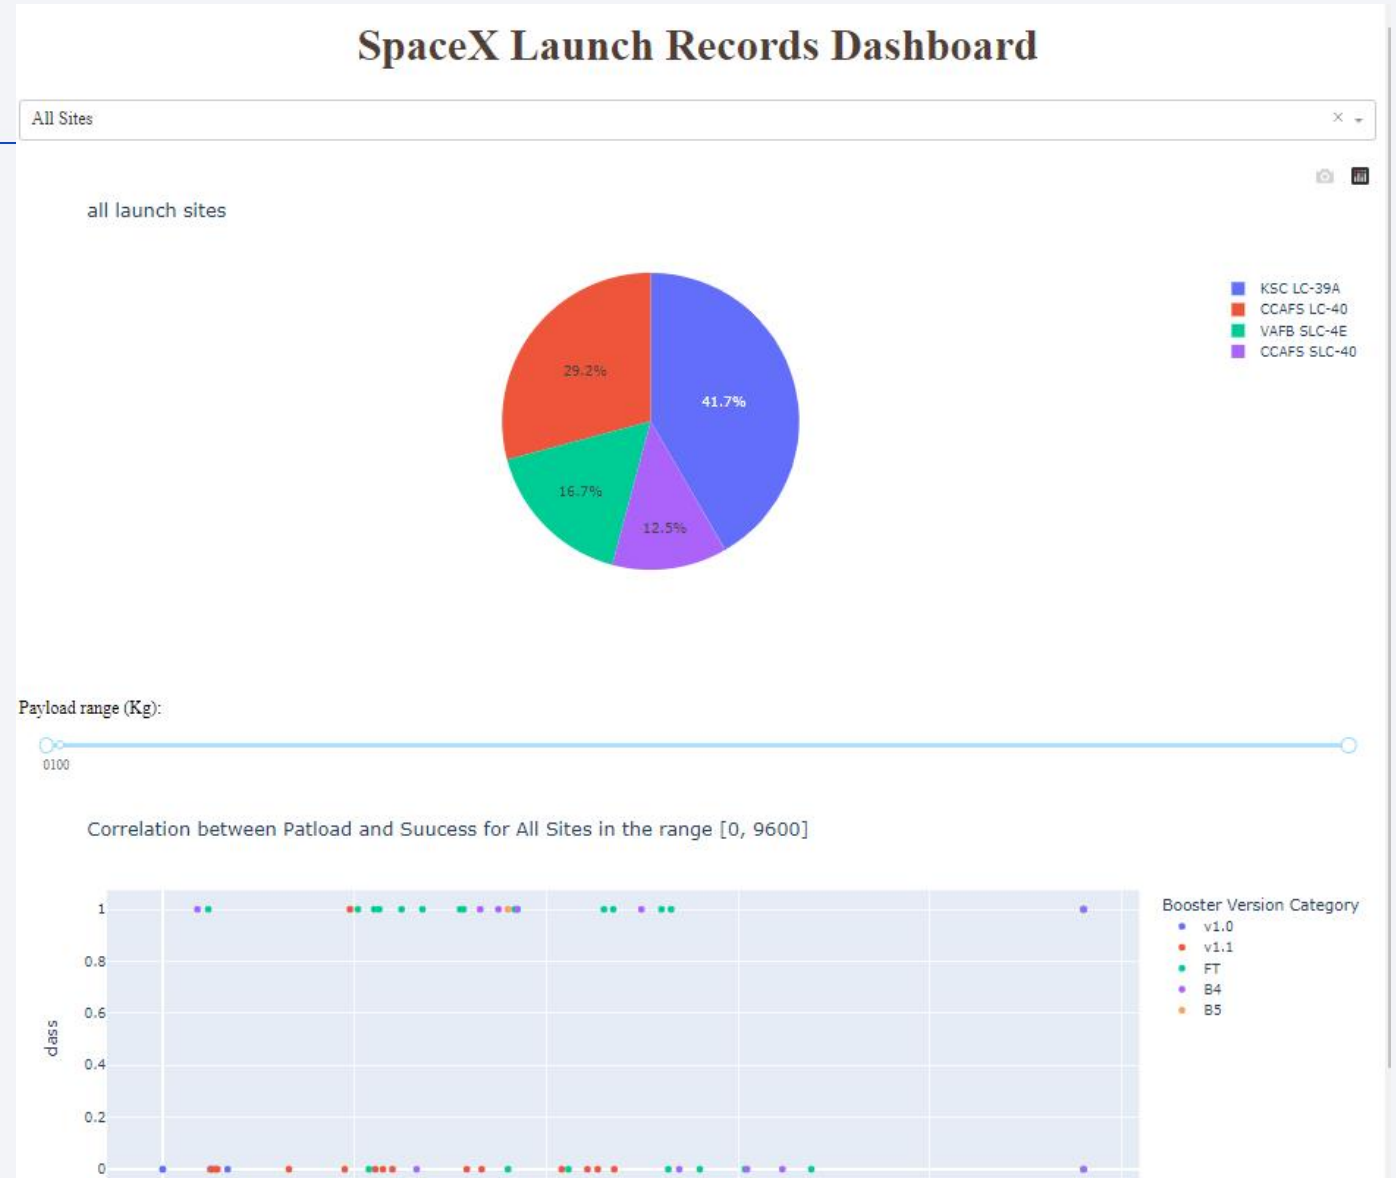 SpaceX Launch Records Dashboard
All Sites
all launch sites
KSC LC-39A
CCAFS LC-40
VAFB SLC-4E
CCAFS SLC-40
29.2%
41.7%
16.7%
12.5%
Payload range (Kg):
0100
Correlation between Patload and Suucess for All Sites in the range [0, 9600]
Booster Version Category
v1.0
v1.1
FT
B4
B5
1
0.8
0.6
0.4
0.2
0
class